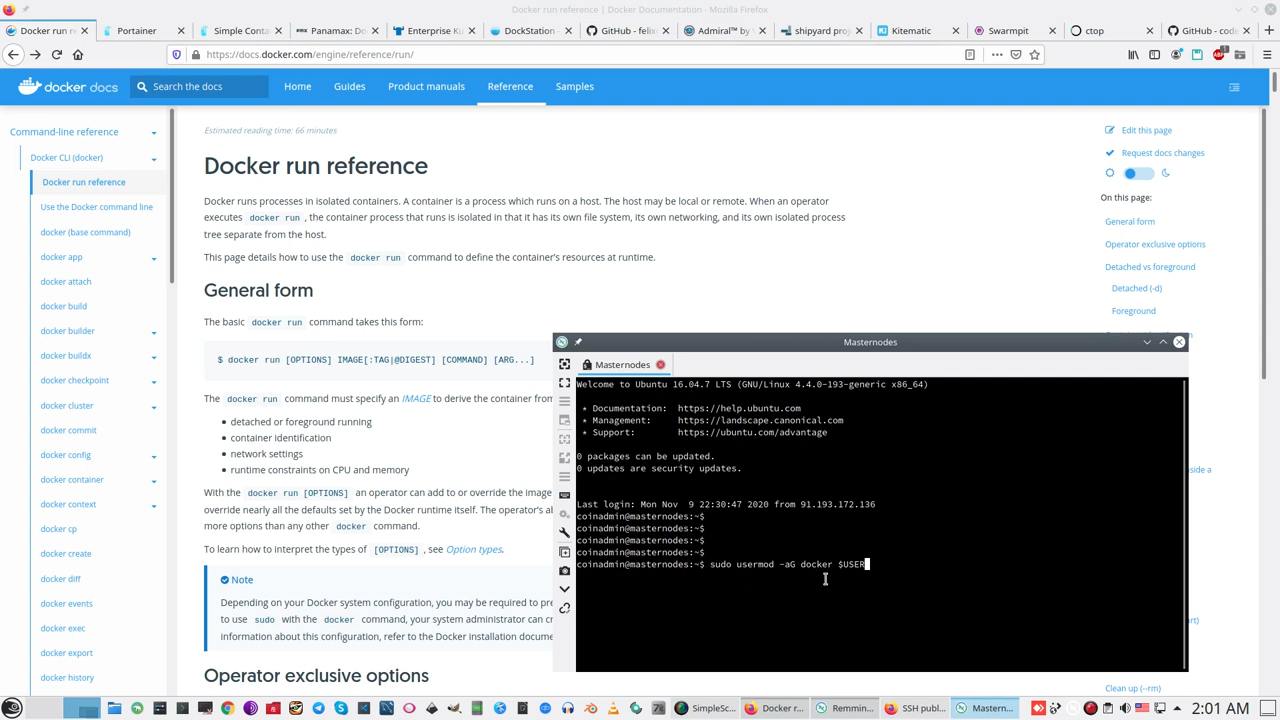 Docker run reference | Docker Documentation - Mozilla Firefox
Docker run re
Portainer
Simple Conta
Panamax: Doc
Enterprise Ku
DockStation -
GitHub - felix
Admiral™ by
shipyard proj
Kitematic
Swarmpit
ctop
GitHub - code
https://docs.docker.com/engine/reference/run/
docker docs
Search the docs
Home
Guides
Product manuals
Reference
Samples
Command-line reference
Docker CLI (docker)
Docker run reference
Use the Docker command line
docker (base command)
docker app
docker attach
docker build
docker builder
docker buildx
docker checkpoint
docker cluster
docker commit
docker config
docker container
docker context
docker cp
docker create
docker diff
docker events
docker exec
docker export
docker history
Estimated reading time: 66 minutes
Docker run reference
Docker runs processes in isolated containers. A container is a process which runs on a host. The host may be local or remote. When an operator
executes docker run , the container process that runs is isolated in that it has its own file system, its own networking, and its own isolated process
tree separate from the host.
This page details how to use the docker run command to define the container's resources at runtime.
General form
The basic docker run command takes this form:
$ docker run [OPTIONS] IMAGE[:TAG|@DIGEST] [COMMAND] [ARG...]
The docker run command must specify an IMAGE to derive the container from
detached or foreground running
container identification
network settings
runtime constraints on CPU and memory
With the docker run [OPTIONS] an operator can add to or override the image
override nearly all the defaults set by the Docker runtime itself. The operator's ab
more options than any other docker command.
To learn how to interpret the types of [OPTIONS] , see Option types.
Note
Depending on your Docker system configuration, you may be required to pre
to use sudo with the docker command, your system administrator can cr
information about this configuration, refer to the Docker installation docume
Operator exclusive options
Edit this page
Request docs changes
On this page:
General form
Operator exclusive options
Detached vs foreground
Detached (-d)
Foreground
Clean up (--rm)
Masternodes
Masternodes
Welcome to Ubuntu 16.04.7 LTS (GNU/Linux 4.4.0-193-generic x86_64)
* Documentation: https://help.ubuntu.com
* Management: https://landscape.canonical.com
* Support: https://ubuntu.com/advantage
0 packages can be updated.
0 updates are security updates.
Last login: Mon Nov 9 22:30:47 2020 from 91.193.172.136
coinadmin@masternodes:~$
coinadmin@masternodes:~$
coinadmin@masternodes:~$
coinadmin@masternodes:~$
coinadmin@masternodes:~$ sudo usermod -aG docker $USER
SimpleSc...
Docker r...
Remmin...
SSH publ...
Mastern...
2:01 AM